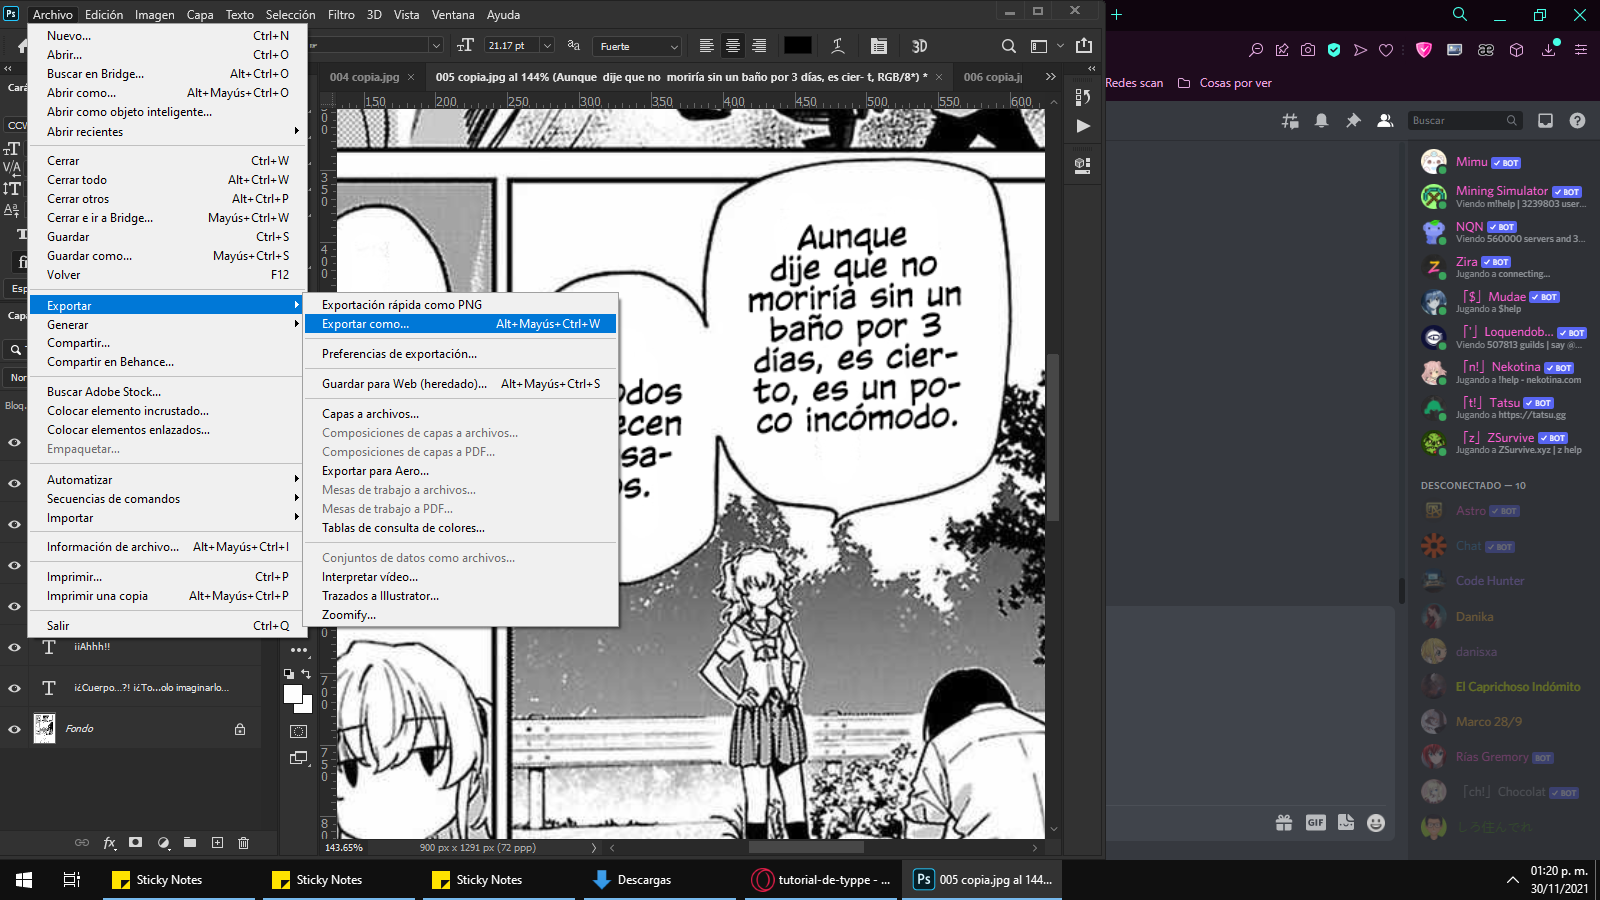 Ps
Archivo Edición Imagen Capa Texto Selección Filtro 3D Vista Ventana Ayuda
21.17 pt aa Fuerte 3D
004 copia.jpg × 005 copia.jpg al 144% (Aunque dije que no moriría sin un baño por 3 días, es cier- t, RGB/8*) * × 006 copia.j
150 200 250 300 350 400 450 500 550 600
Nuevo... Ctrl+N
Abrir... Ctrl+O
Buscar en Bridge... Alt+Ctrl+O
Abrir como... Alt+Mayús+Ctrl+O
Abrir como objeto inteligente...
Abrir recientes
Cerrar Ctrl+W
Cerrar todo Alt+Ctrl+W
Cerrar otros Alt+Ctrl+P
Cerrar e ir a Bridge... Mayús+Ctrl+W
Guardar Ctrl+S
Guardar como... Mayús+Ctrl+S
Volver F12
Exportar
Generar
Compartir...
Compartir en Behance...
Buscar Adobe Stock...
Colocar elemento incrustado...
Colocar elementos enlazados...
Empaquetar...
Automatizar
Secuencias de comandos
Importar
Información de archivo... Alt+Mayús+Ctrl+I
Imprimir... Ctrl+P
Imprimir una copia Alt+Mayús+Ctrl+P
Salir Ctrl+Q
Exportación rápida como PNG
Exportar como... Alt+Mayús+Ctrl+W
Preferencias de exportación...
Guardar para Web (heredado)... Alt+Mayús+Ctrl+S
Capas a archivos...
Composiciones de capas a archivos...
Composiciones de capas a PDF...
Exportar para Aero...
Mesas de trabajo a archivos...
Mesas de trabajo a PDF...
Tablas de consulta de colores...
Conjuntos de datos como archivos...
Interpretar vídeo...
Trazados a Illustrator...
Zoomify...
Cará
CCW
Esp
Capa
Nor
Bloq.
¡¡Ahhh!!
¡¿Cuerpo...?! ¡¿To...olo imaginarlo...
Fondo
fx
Aunque
dije que no
moriría sin un
baño por 3
días, es cier-
to, es un po-
co incómodo.
odos
ecen
sa-
s.
143.65% 900 px x 1291 px (72 ppp)
Redes scan Cosas por ver
Buscar
Mimu BOT
Mining Simulator BOT
Viendo m!help | 3239803 user...
NQN BOT
Viendo 560000 servers and 3...
Zira BOT
Jugando a connecting...
「$」 Mudae BOT
Jugando a $help
「'」 Loquendob... BOT
Viendo 507813 guilds | say @...
「n!」 Nekotina BOT
Jugando a !help - nekotina.com
「t!」 Tatsu BOT
Jugando a https://tatsu.gg
「z」 ZSurvive BOT
Jugando a ZSurvive.xyz | z help
DESCONECTADO — 10
Astro BOT
Chat BOT
Code Hunter
Danika
danisxa
El Caprichoso Indómito
Marco 28/9
Rías Gremory BOT
「ch!」 Chocolat BOT
GIF
Sticky Notes Sticky Notes Sticky Notes Descargas tutorial-de-typpe - ... Ps 005 copia.jpg al 144...
01:20 p. m.
30/11/2021